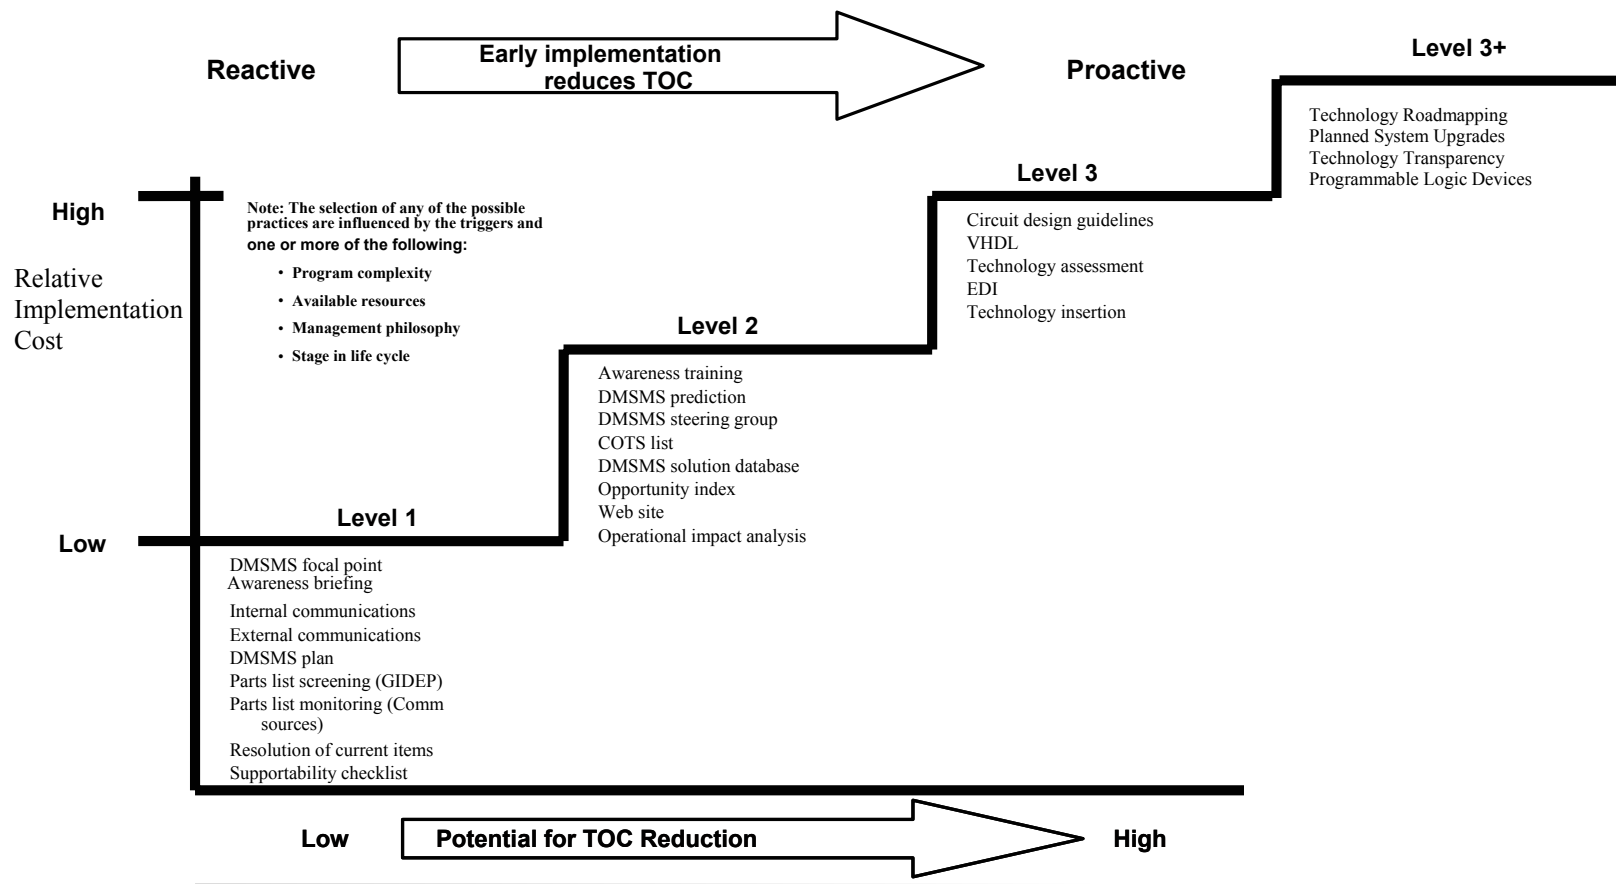 Reactive
Early implementation
reduces TOC
Proactive
Level 3+
Technology Roadmapping
Planned System Upgrades
Technology Transparency
Programmable Logic Devices
Level 3
Circuit design guidelines
VHDL
Technology assessment
EDI
Technology insertion
High
Relative
Implementation
Cost
Low
Note: The selection of any of the possible
practices are influenced by the triggers and
one or more of the following:
• Program complexity
• Available resources
• Management philosophy
• Stage in life cycle
Level 2
Awareness training
DMSMS prediction
DMSMS steering group
COTS list
DMSMS solution database
Opportunity index
Web site
Operational impact analysis
Level 1
DMSMS focal point
Awareness briefing
Internal communications
External communications
DMSMS plan
Parts list screening (GIDEP)
Parts list monitoring (Comm
sources)
Resolution of current items
Supportability checklist
Low
Potential for TOC Reduction
High